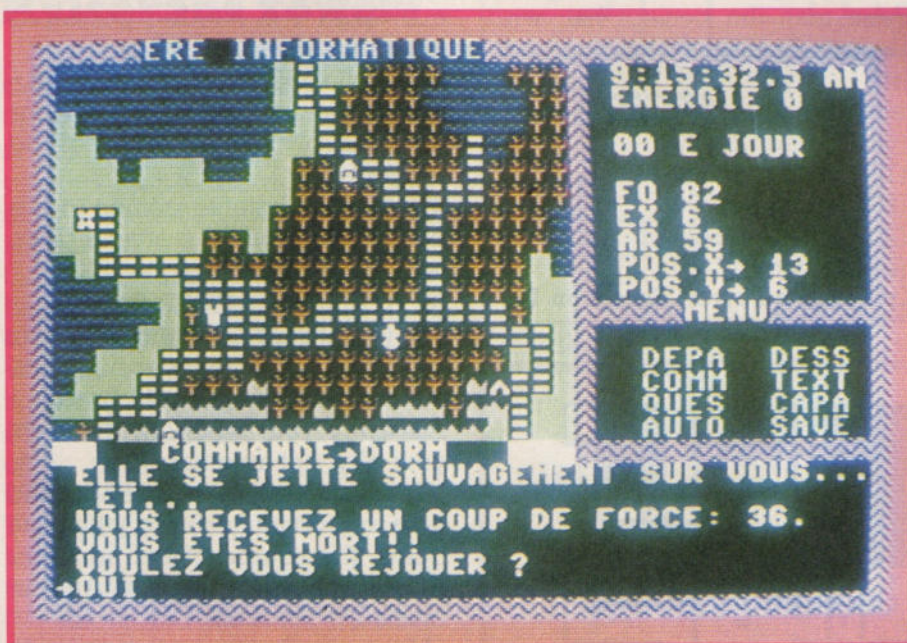 ERE INFORMATIQUE
9:15:32.5 AM
ENERGIE 0
00 E JOUR
FO 82
EX 6
AR 59
POS.X→ 13
POS.Y→ 6
MENU
DEPA DESS
COMM TEXT
QUES CAPA
AUTO SAVE
COMMANDE→DORM
ELLE SE JETTE SAUVAGEMENT SUR VOUS...
ET...
VOUS RECEVEZ UN COUP DE FORCE: 36.
VOUS ETES MORT!!
VOULEZ VOUS REJOUER ?
→OUI